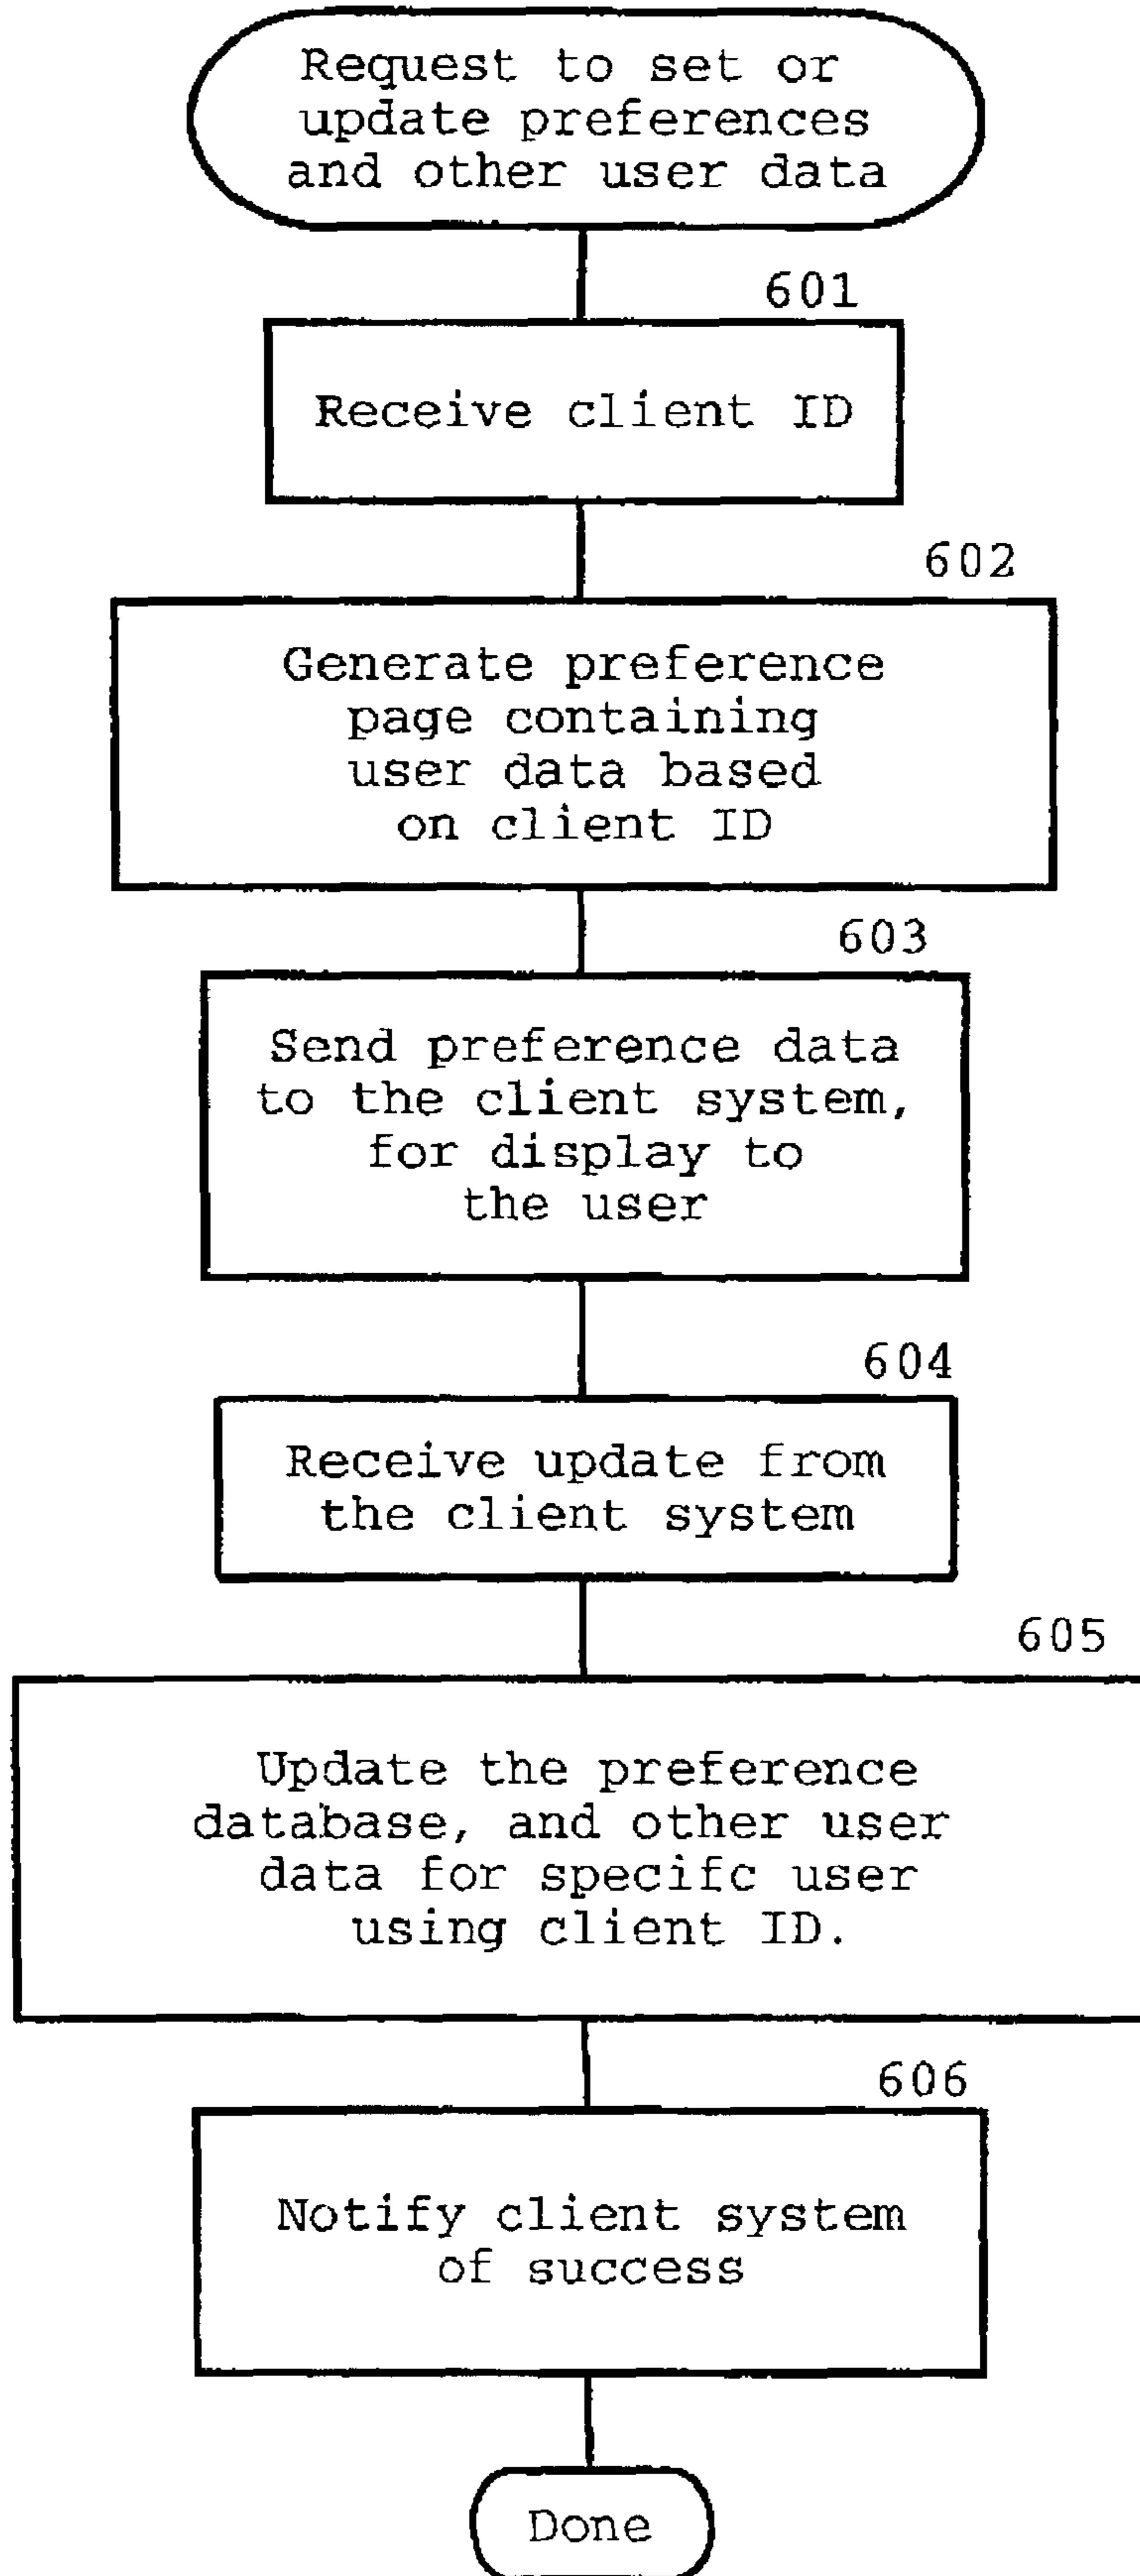 Request to set or
update preferences
and other user data
601
Receive client ID
602
Generate preference
page containing
user data based
on client ID
603
Send preference data
to the client system,
for display to
the user
604
Receive update from
the client system
605
Update the preference
database, and other user
data for specifc user
using client ID.
606
Notify client system
of success
Done